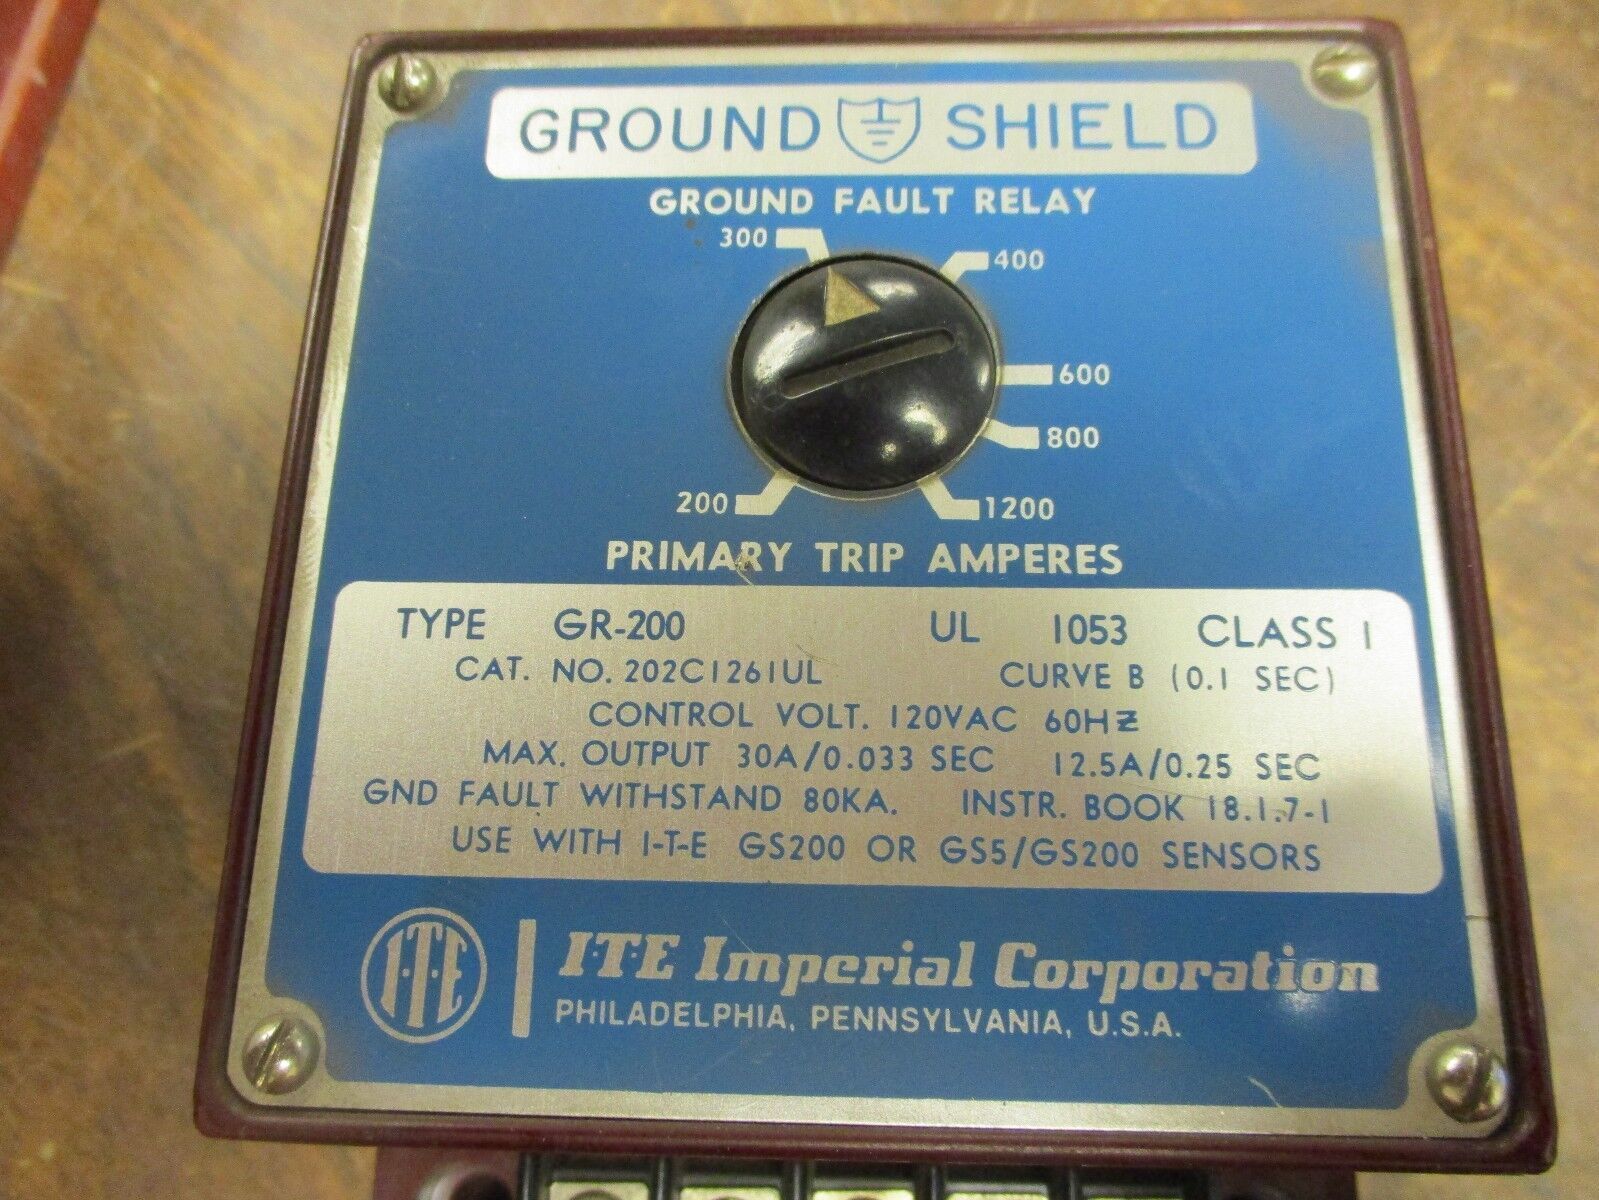 GROUND SHIELD
GROUND FAULT RELAY
300
400
600
800
200
1200
PRIMARY TRIP AMPERES
TYPE GR-200 UL 1053 CLASS I
CAT. NO. 202C1261UL CURVE B (0.1 SEC)
CONTROL VOLT. 120VAC 60HZ
MAX. OUTPUT 30A/0.033 SEC 12.5A/0.25 SEC
GND FAULT WITHSTAND 80KA. INSTR. BOOK 18.1.7-1
USE WITH I-T-E GS200 OR GS5/GS200 SENSORS
I·T·E
I·T·E Imperial Corporation
PHILADELPHIA, PENNSYLVANIA, U.S.A.